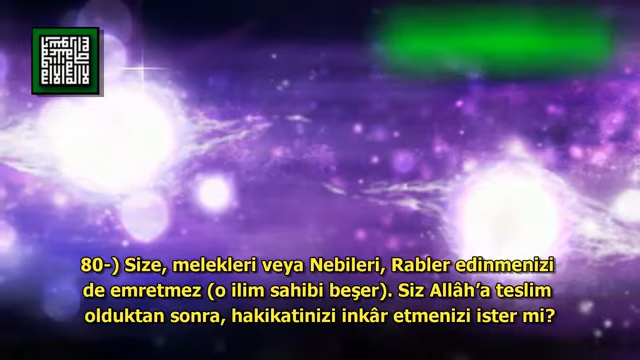 80-) Size, melekleri veya Nebileri, Rabler edinmenizi
de emretmez (o ilim sahibi beşer). Siz Allâh’a teslim
olduktan sonra, hakikatinizi inkâr etmenizi ister mi?